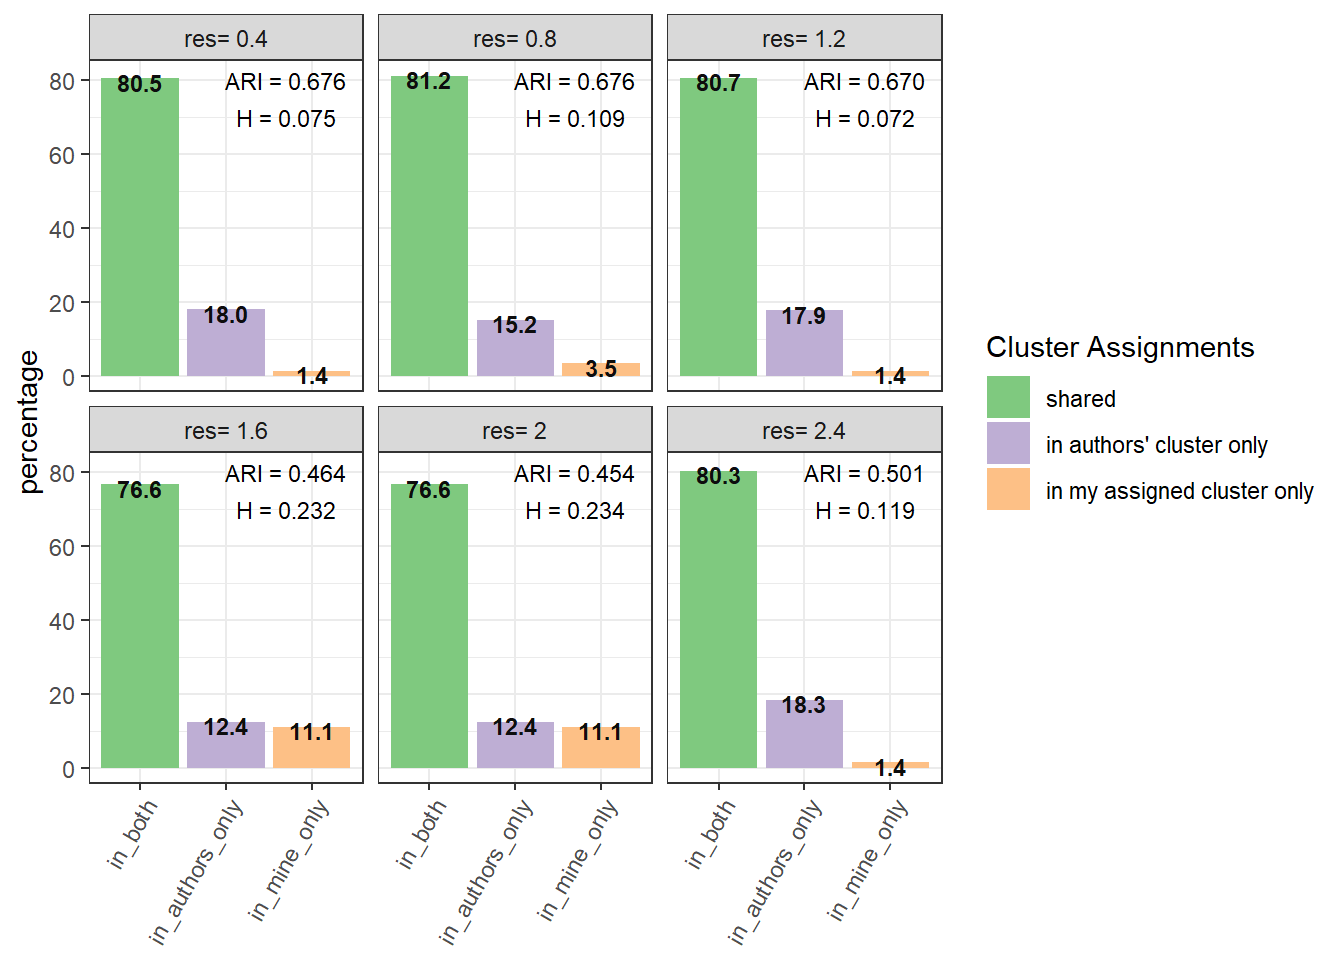 res= 0.4
80.5
ARI = 0.676
H = 0.075
18.0
1.4
res= 0.8
81.2
ARI = 0.676
H = 0.109
15.2
3.5
res= 1.2
80.7
ARI = 0.670
H = 0.072
17.9
1.4
80
60
40
20
0
percentage
res= 1.6
76.6
ARI = 0.464
H = 0.232
12.4
11.1
res= 2
76.6
ARI = 0.454
H = 0.234
12.4
11.1
res= 2.4
80.3
ARI = 0.501
H = 0.119
18.3
1.4
80
60
40
20
0
in_both
in_authors_only
in_mine_only
in_both
in_authors_only
in_mine_only
in_both
in_authors_only
in_mine_only
Cluster Assignments
shared
in authors' cluster only
in my assigned cluster only